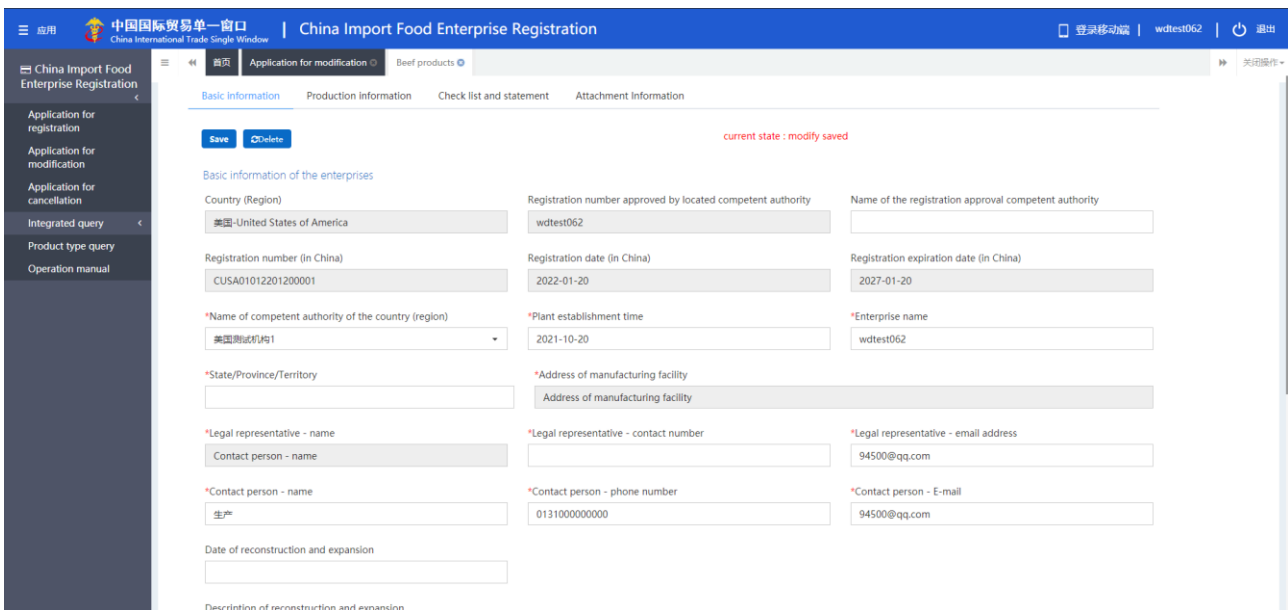 应用
中国国际贸易单一窗口 | China Import Food Enterprise Registration
China International Trade Single Window
登录移动端 | wdtest062 | 退出
China Import Food
Enterprise Registration
Application for
registration
Application for
modification
Application for
cancellation
Integrated query
Product type query
Operation manual
首页 Application for modification Beef products 关闭操作
Basic information Production information Check list and statement Attachment Information
Save Delete current state : modify saved
Basic information of the enterprises
Country (Region) Registration number approved by located competent authority Name of the registration approval competent authority
美国-United States of America wdtest062
Registration number (in China) Registration date (in China) Registration expiration date (in China)
CUSA01012201200001 2022-01-20 2027-01-20
*Name of competent authority of the country (region) *Plant establishment time *Enterprise name
美国测试机构1 2021-10-20 wdtest062
*State/Province/Territory *Address of manufacturing facility
Address of manufacturing facility
*Legal representative - name *Legal representative - contact number *Legal representative - email address
Contact person - name 94500@qq.com
*Contact person - name *Contact person - phone number *Contact person - E-mail
生产 0131000000000 94500@qq.com
Date of reconstruction and expansion
Description of reconstruction and expansion